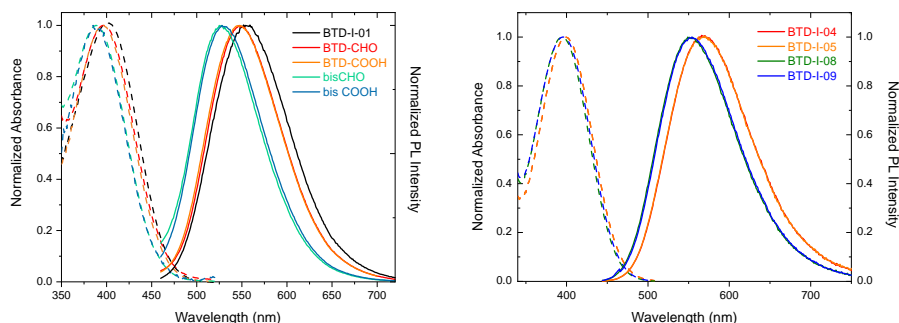 BTD-I-01
BTD-CHO
BTD-COOH
bisCHO
bis COOH
Normalized Absorbance
1.0
0.8
0.6
0.4
0.2
0.0
350 400 450 500 550 600 650 700
Wavelength (nm)
Normalized PL Intensity
BTD-I-04
BTD-I-05
BTD-I-08
BTD-I-09
Normalized Absorbance
1.0
0.8
0.6
0.4
0.2
0.0
400 500 600 700
Wavelength (nm)
1.0
0.8
0.6
0.4
0.2
0.0
Normalized PL Intensity